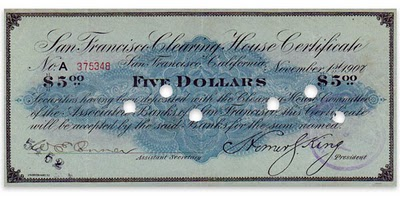 San Francisco Clearing House Certificate
No. A 375348 San Francisco, California, November 1st 1907
$5.00 FIVE DOLLARS $5.00
Securities having been deposited with the Clearing House Committee
of the Associated Banks of San Francisco, this Certificate
will be accepted by the said Banks for the sum named.
Homer S King
Assistant Secretary President